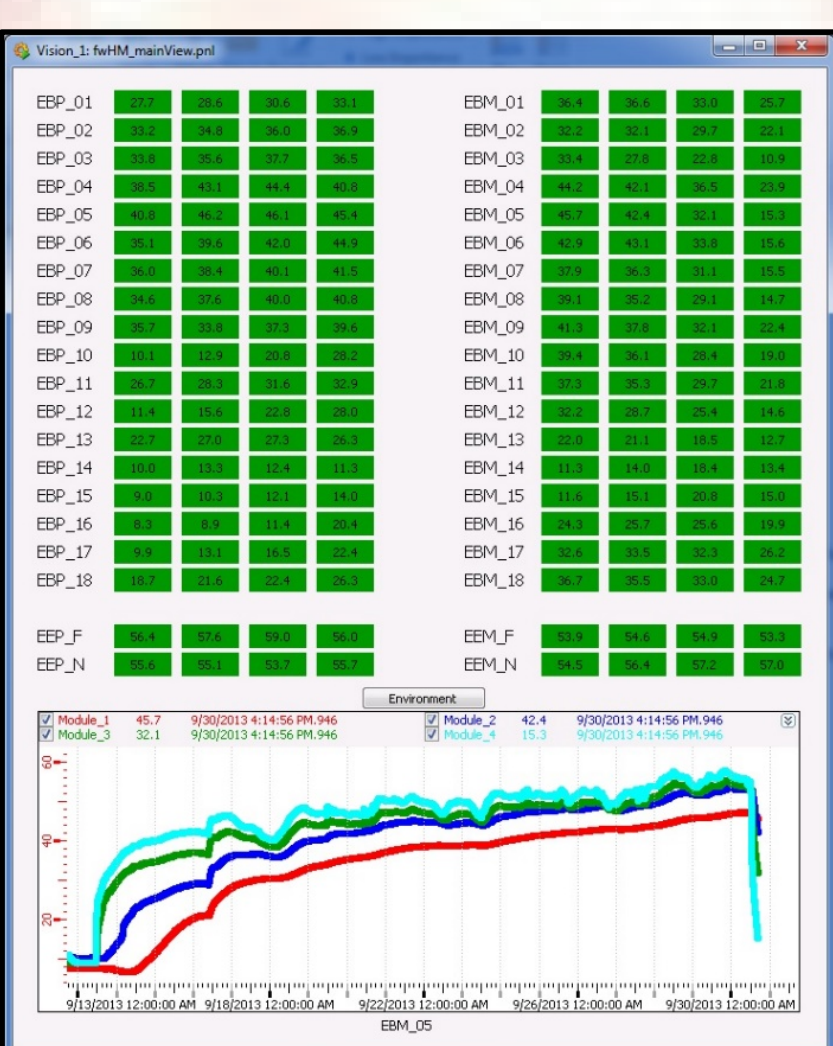 Vision_1: fwHM_mainView.pnl
EBP_01 27.7 28.6 30.6 33.1 EBM_01 36.4 36.6 33.0 25.7
EBP_02 33.2 34.8 36.0 36.9 EBM_02 32.2 32.1 29.7 22.1
EBP_03 33.8 35.6 37.7 36.5 EBM_03 33.4 27.8 22.8 10.9
EBP_04 38.5 43.1 44.4 40.8 EBM_04 44.2 42.1 36.5 23.9
EBP_05 40.8 46.2 46.1 45.4 EBM_05 45.7 42.4 32.1 15.3
EBP_06 35.1 39.6 42.0 44.9 EBM_06 42.9 43.1 33.8 15.6
EBP_07 36.0 38.4 40.1 41.5 EBM_07 37.9 36.3 31.1 15.5
EBP_08 34.6 37.6 40.0 40.8 EBM_08 39.1 35.2 29.1 14.7
EBP_09 35.7 33.8 37.3 39.6 EBM_09 41.3 37.8 32.1 22.4
EBP_10 10.1 12.9 20.8 28.2 EBM_10 39.4 36.1 28.4 19.0
EBP_11 26.7 28.3 31.6 32.9 EBM_11 37.3 35.3 29.7 21.8
EBP_12 11.4 15.6 22.8 28.0 EBM_12 32.2 28.7 25.4 14.6
EBP_13 22.7 27.0 27.3 26.3 EBM_13 22.0 21.1 18.5 12.7
EBP_14 10.0 13.3 12.4 11.3 EBM_14 11.3 14.0 18.4 13.4
EBP_15 9.0 10.3 12.1 14.0 EBM_15 11.6 15.1 20.8 15.0
EBP_16 8.3 8.9 11.4 20.4 EBM_16 24.3 25.7 25.6 19.9
EBP_17 9.9 13.1 16.5 22.4 EBM_17 32.6 33.5 32.3 26.2
EBP_18 18.7 21.6 22.4 26.3 EBM_18 36.7 35.5 33.0 24.7
EEP_F 56.4 57.6 59.0 56.0 EEM_F 53.9 54.6 54.9 53.3
EEP_N 55.6 55.1 53.7 55.7 EEM_N 54.5 56.4 57.2 57.0
Environment
Module_1 45.7 9/30/2013 4:14:56 PM.946 Module_2 42.4 9/30/2013 4:14:56 PM.946
Module_3 32.1 9/30/2013 4:14:56 PM.946 Module_4 15.3 9/30/2013 4:14:56 PM.946
60
40
20
9/13/2013 12:00:00 AM 9/18/2013 12:00:00 AM 9/22/2013 12:00:00 AM 9/26/2013 12:00:00 AM 9/30/2013 12:00:00 AM
EBM_05